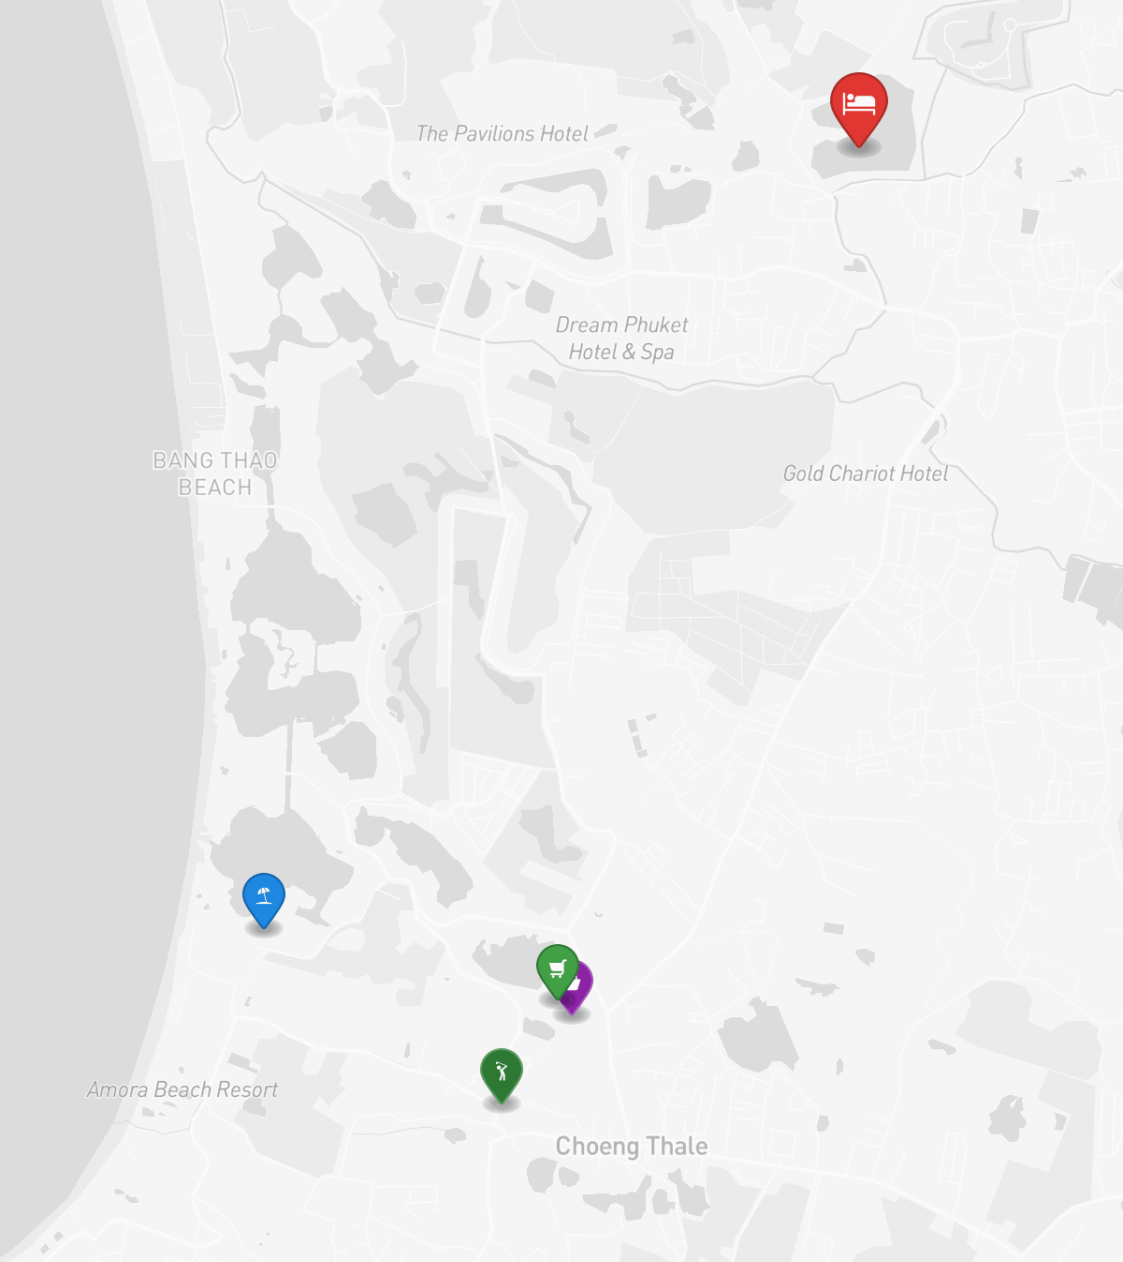 The Pavilions Hotel
Dream Phuket
Hotel & Spa
BANG THAO
BEACH
Gold Chariot Hotel
Amora Beach Resort
Choeng Thale